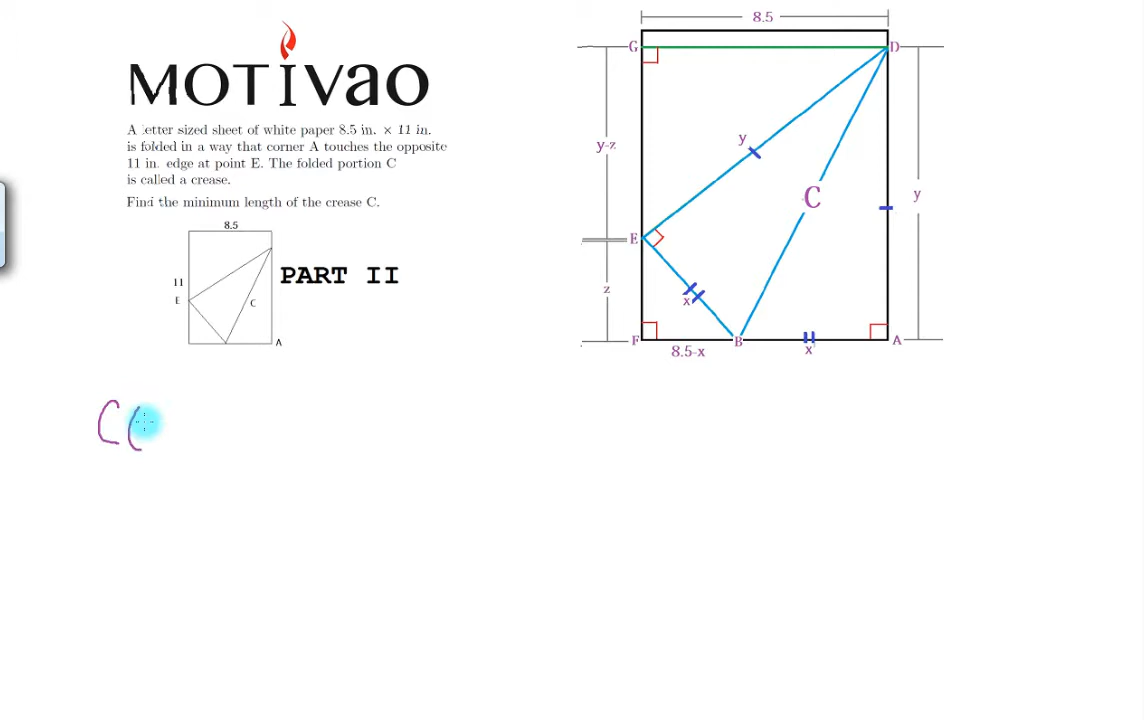 MOTIVAO
A letter sized sheet of white paper 8.5 in. × 11 in.
is folded in a way that corner A touches the opposite
11 in. edge at point E. The folded portion C
is called a crease.
Find the minimum length of the crease C.
8.5
11
E
C
A
PART II
8.5
G
D
y-z
y
C
y
E
z
x
F
B
A
8.5-x
x
C(